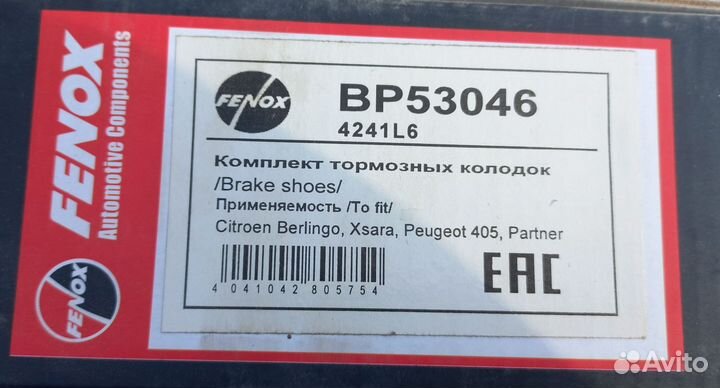 FENOX
Automotive Components
FENOX
FENOX
BP53046
4241L6
Комплект тормозных колодок
/Brake shoes/
Применяемость /To fit/
Citroen Berlingo, Xsara, Peugeot 405, Partner
4 041042 805754
EAC
Avito